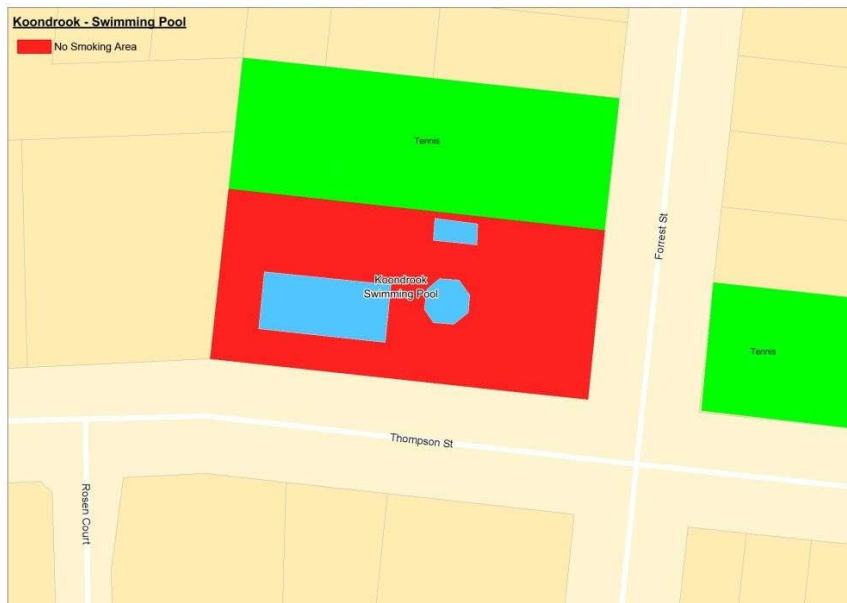 Koondrook - Swimming Pool
No Smoking Area
Tennis
Forrest St
Koondrook
Swimming Pool
Tennis
Thompson St
Rosen Court